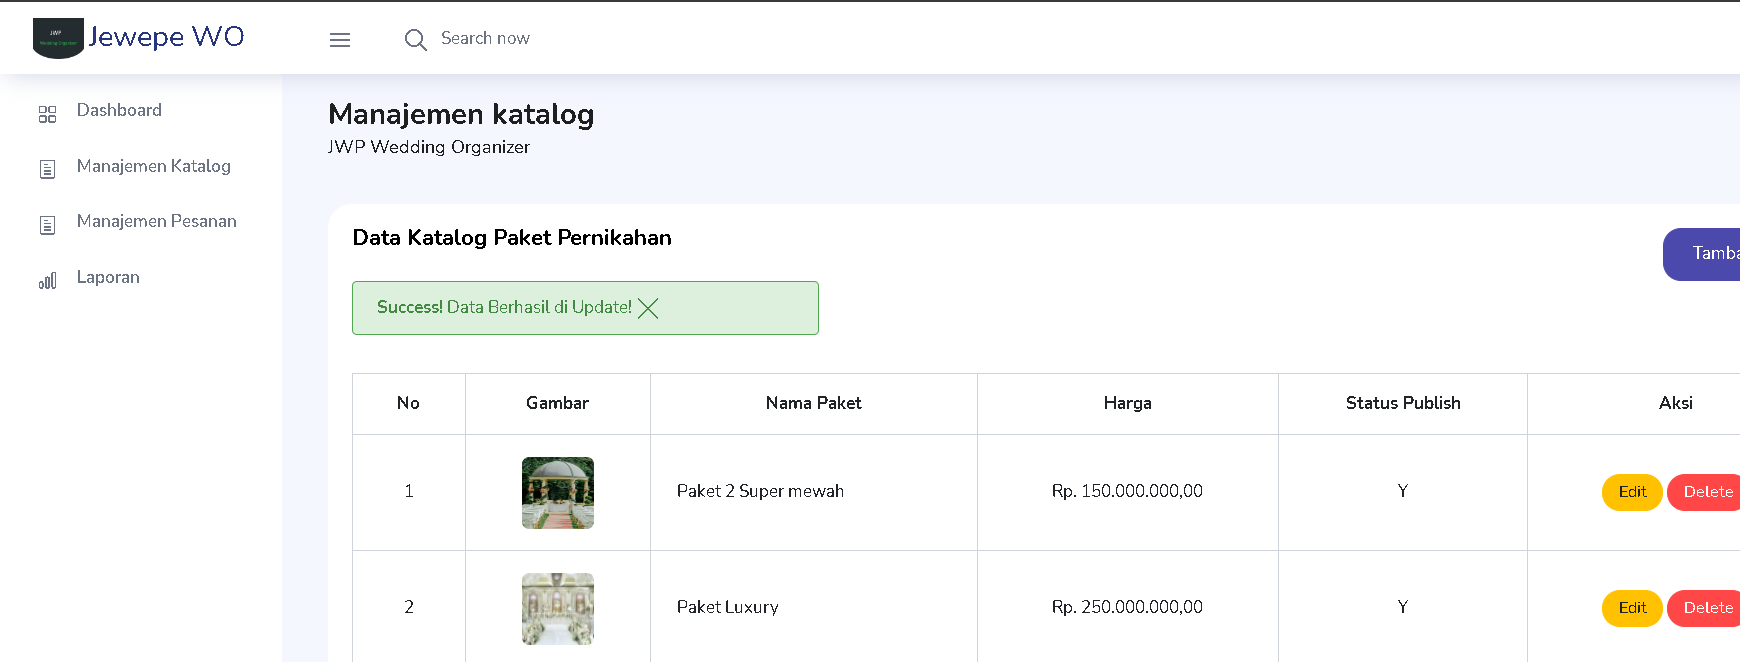 JWP
Wedding Organizer
Jewepe WO
Search now
Dashboard
Manajemen Katalog
Manajemen Pesanan
Laporan
Manajemen katalog
JWP Wedding Organizer
Data Katalog Paket Pernikahan
Tamba
Success! Data Berhasil di Update!
No Gambar Nama Paket Harga Status Publish Aksi
1 Paket 2 Super mewah Rp. 150.000.000,00 Y Edit Delete
2 Paket Luxury Rp. 250.000.000,00 Y Edit Delete